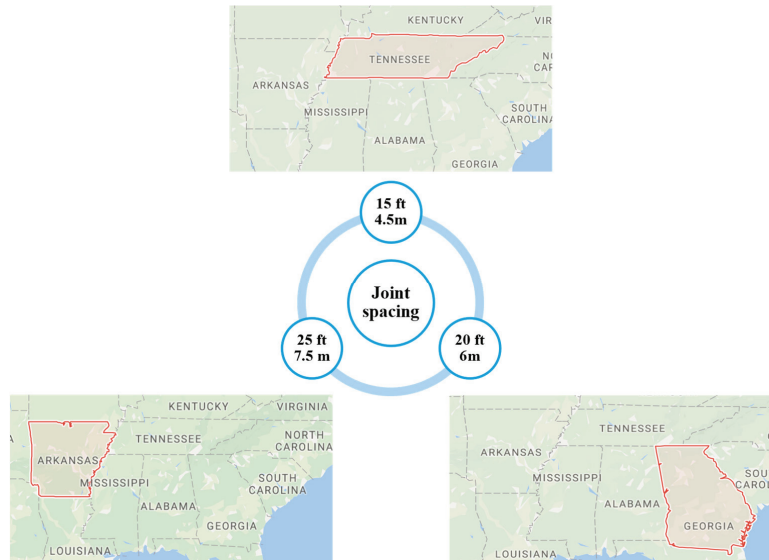 KENTUCKY
VIR
TENNESSEE
ARKANSAS
MISSISSIPPI
SOUTH
CAROLINA
ALABAMA
GEORGIA
15 ft
4.5m
Joint
spacing
25 ft
7.5 m
20 ft
6m
KENTUCKY
VIRGINIA
TENNESSEE
NORTH
CAROLINA
ARKANSAS
MISSISSIPPI
SOUTH
CAROLINA
ALABAMA
GEORGIA
LOUISIANA
TENNESSEE
ARKANSAS
MISSISSIPPI
SOU
CARO
ALABAMA
GEORGIA
LOUISIANA